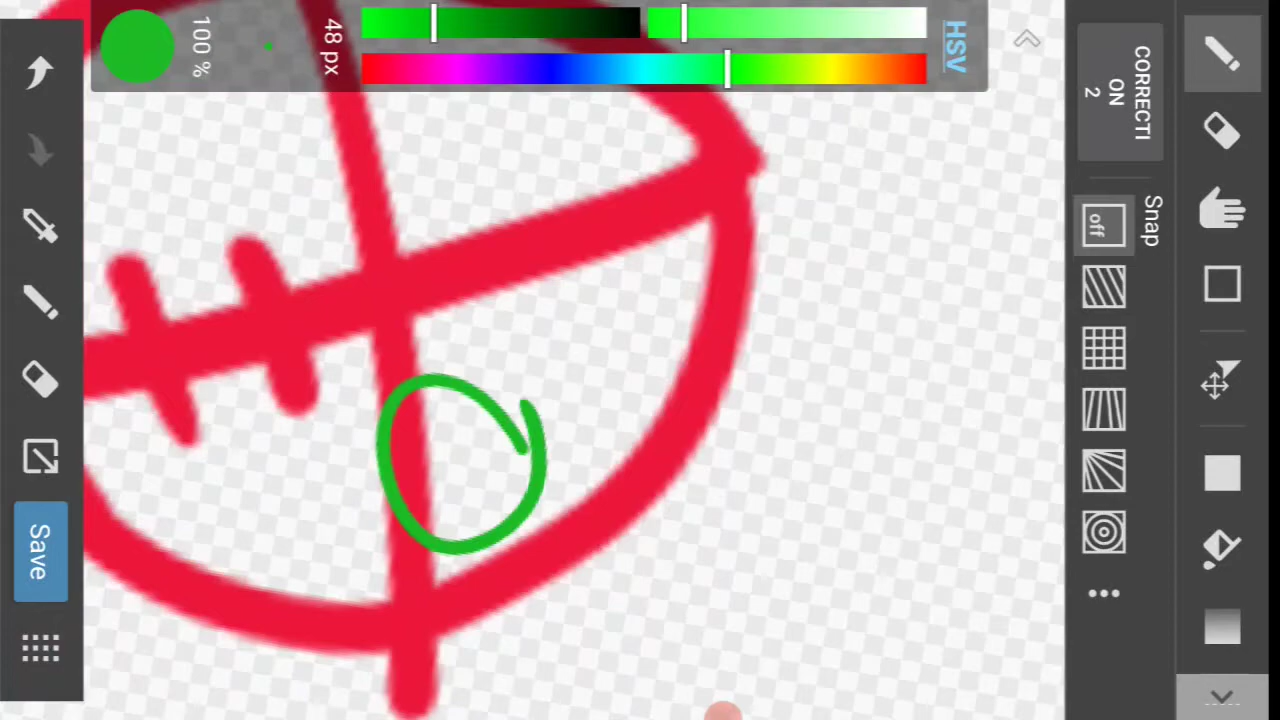 100 %
48 px
HSV
CORRECTI
ON
2
Snap
off
Save